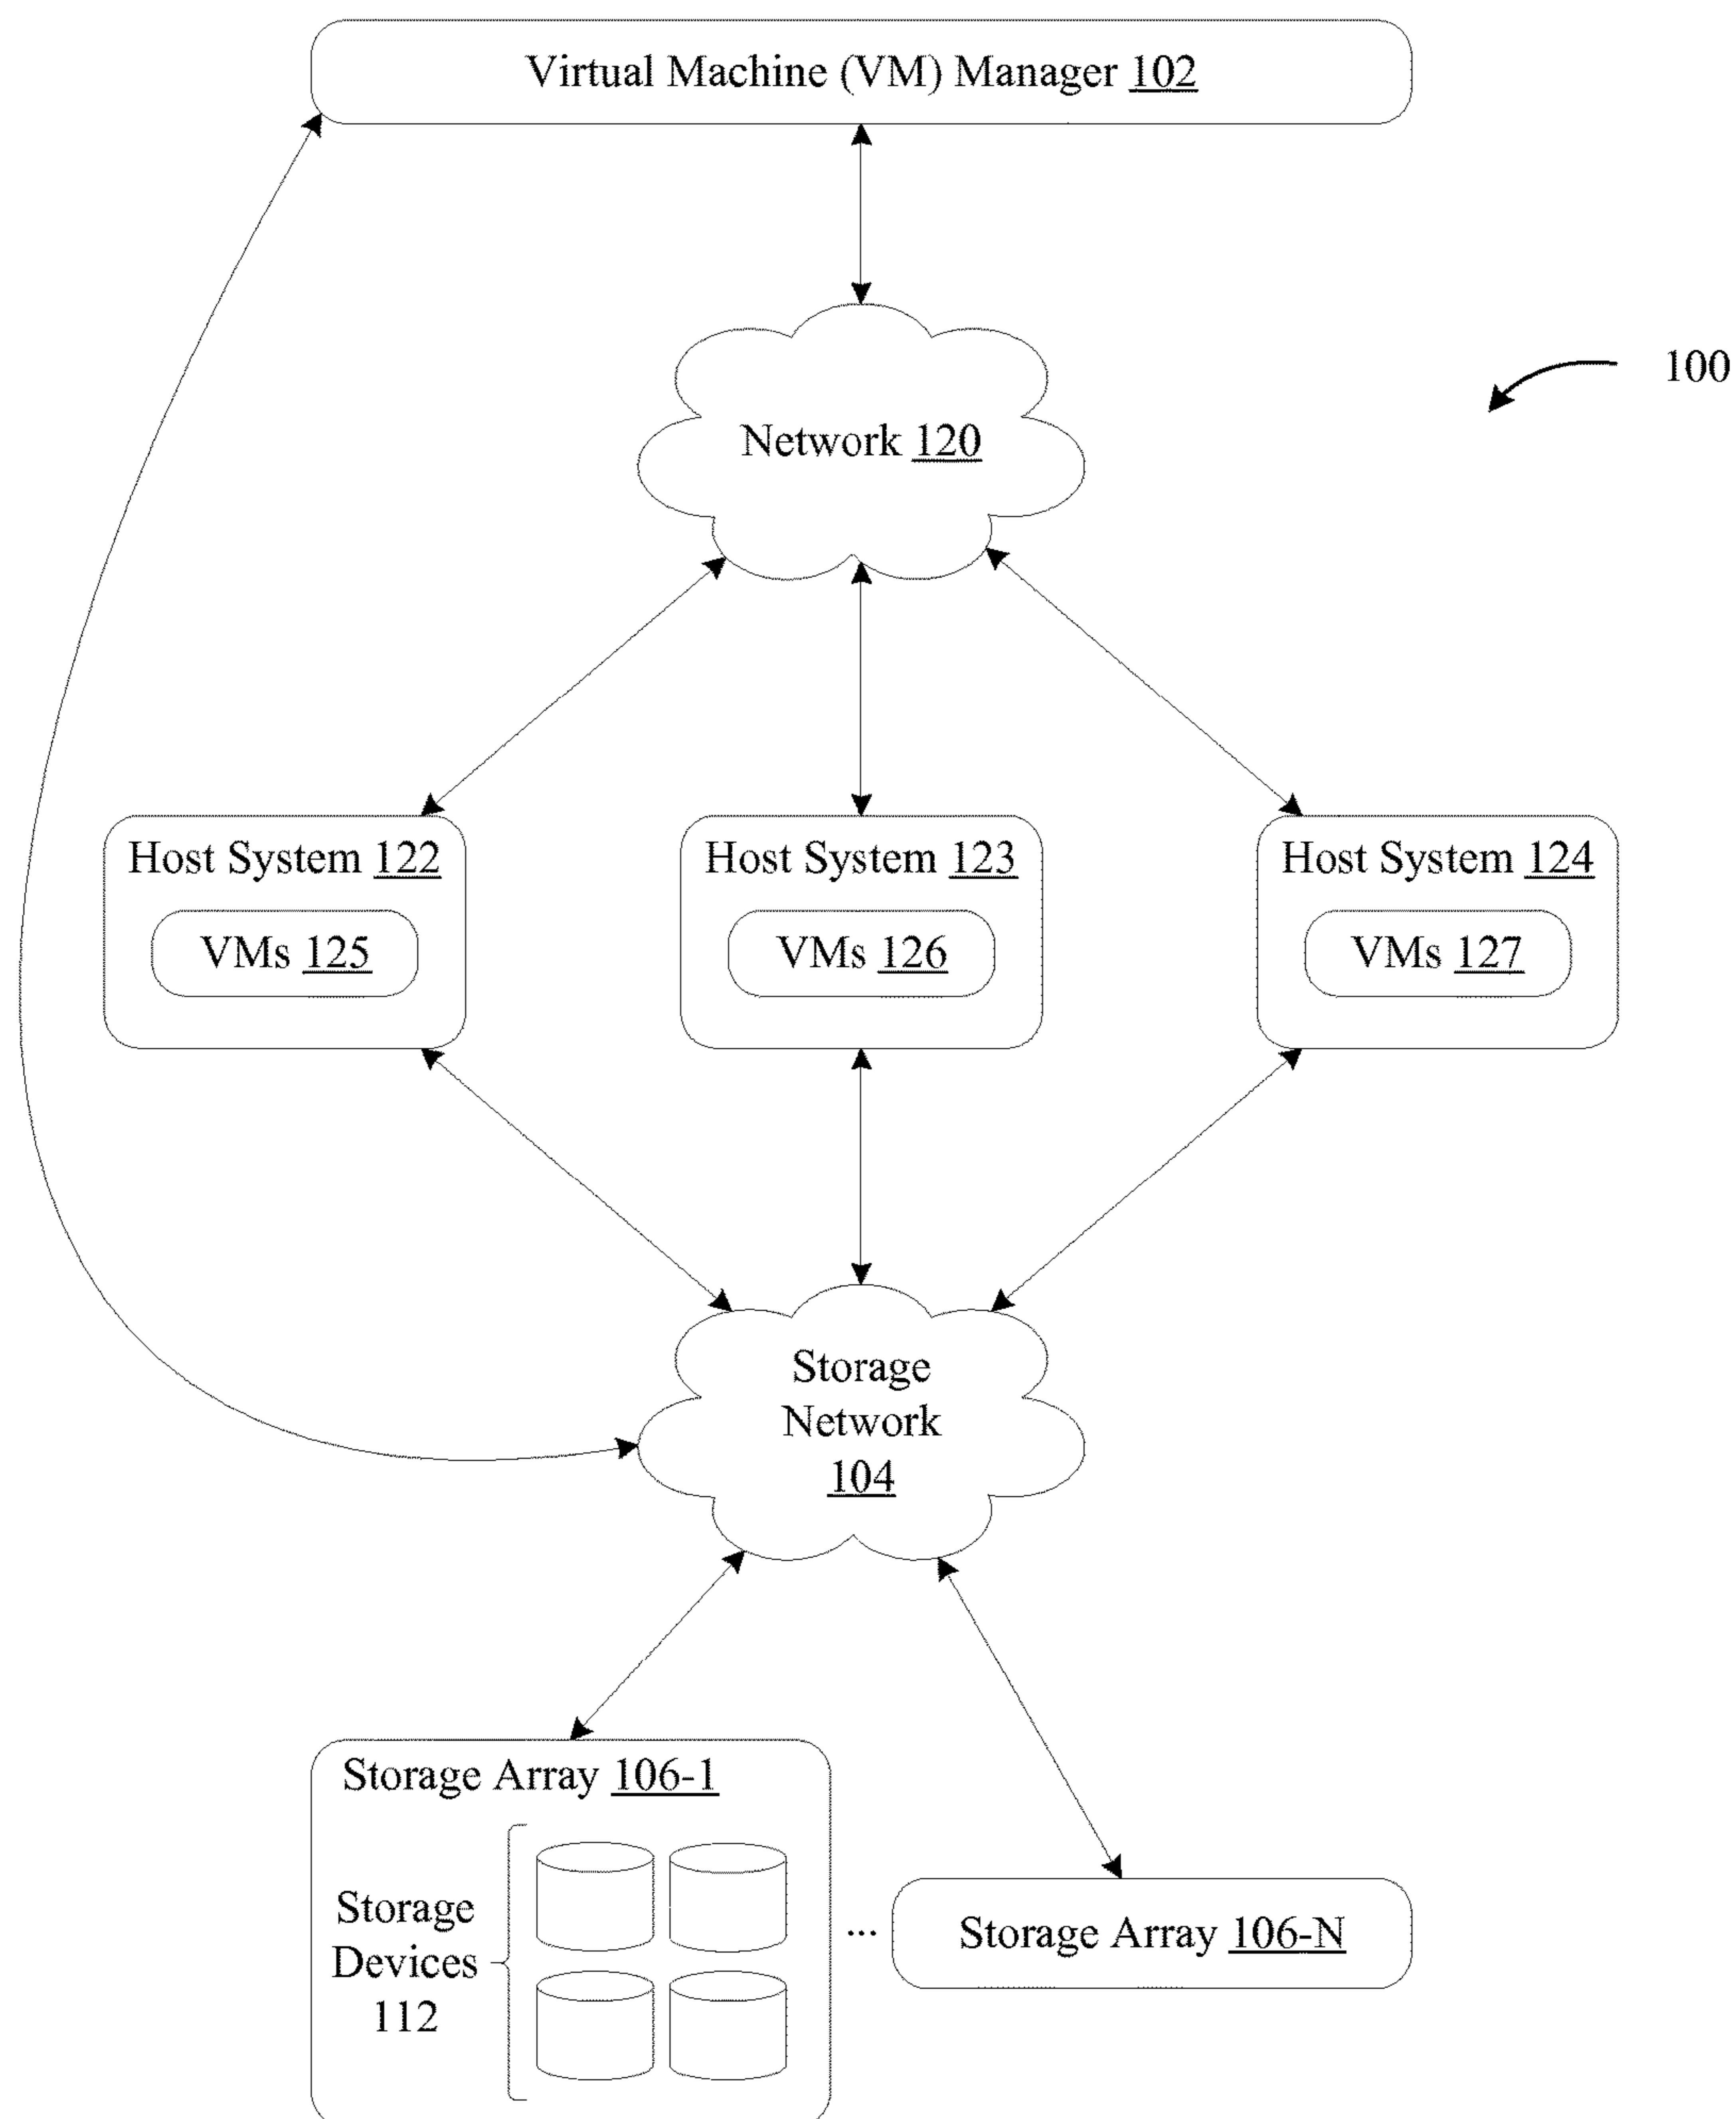 Virtual Machine (VM) Manager 102
100
Network 120
Host System 122
VMs 125
Host System 123
VMs 126
Host System 124
VMs 127
Storage
Network
104
Storage Array 106-1
Storage
Devices
112
...
Storage Array 106-N